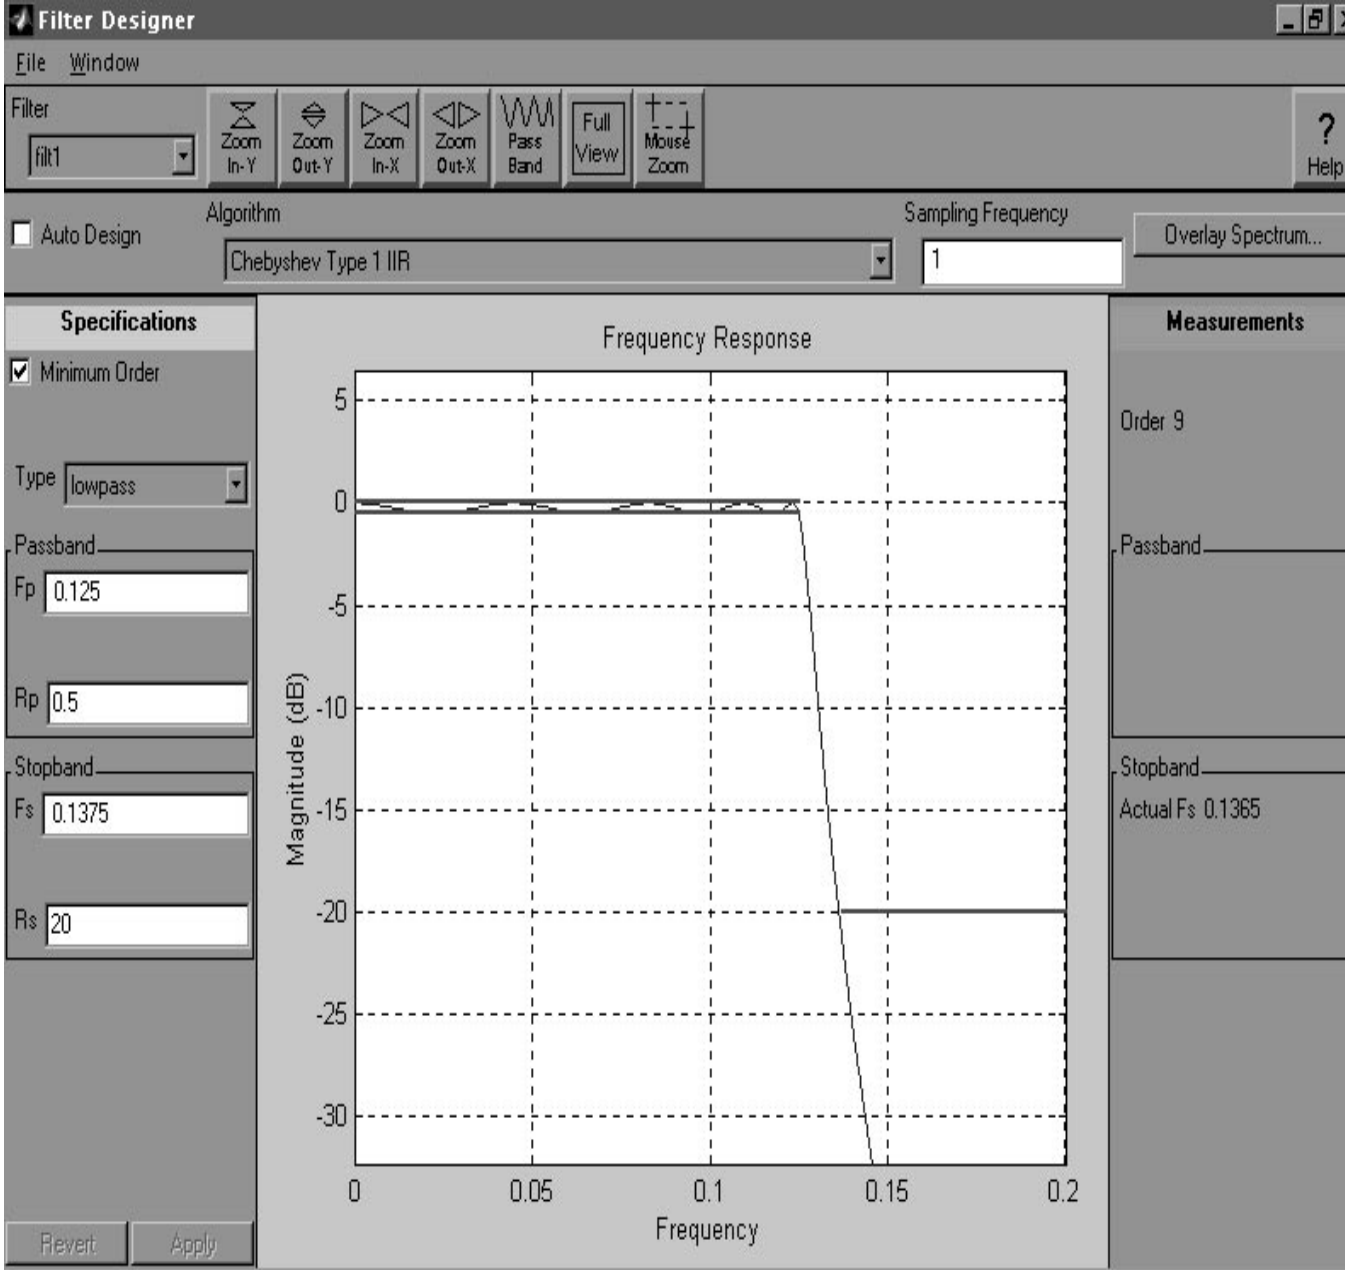 Filter Designer
File Window
Filter
filt1
Zoom In-Y
Zoom Out-Y
Zoom In-X
Zoom Out-X
Pass Band
Full View
Mouse Zoom
? Help
Auto Design
Algorithm
Chebyshev Type 1 IIR
Sampling Frequency
1
Overlay Spectrum...
Specifications
Minimum Order
Type lowpass
Passband
Fp 0.125
Rp 0.5
Stopband
Fs 0.1375
Rs 20
Revert Apply
Frequency Response
5
0
-5
-10
-15
-20
-25
-30
Magnitude (dB)
0 0.05 0.1 0.15 0.2
Frequency
Measurements
Order 9
Passband
Stopband
Actual Fs 0.1365